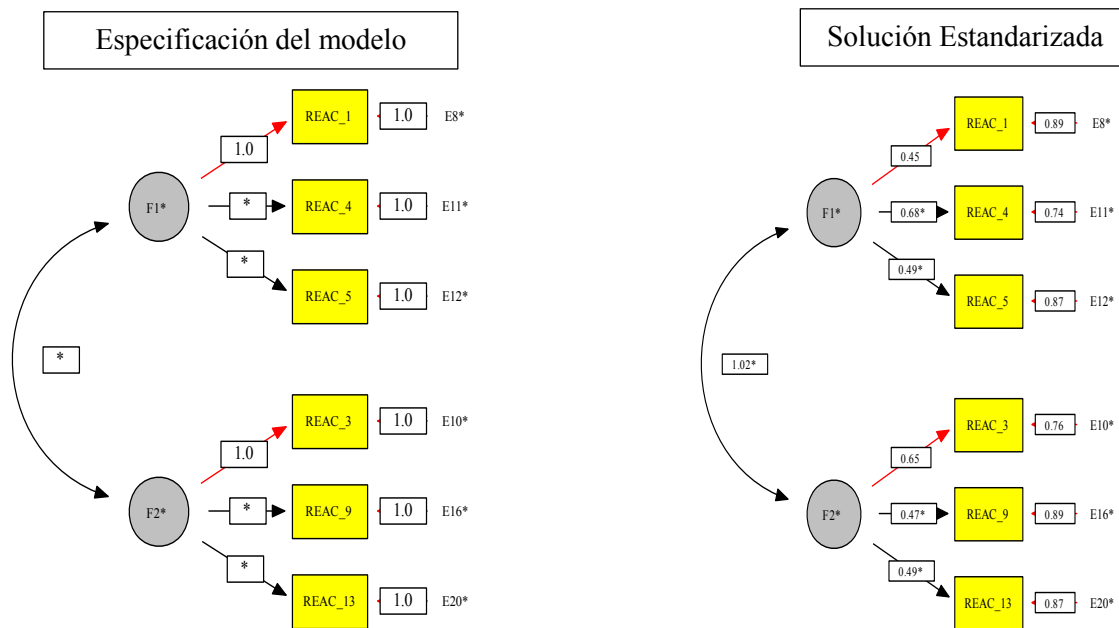 Especificación del modelo
REAC_1
1.0
E8*
1.0
F1*
*
REAC_4
1.0
E11*
*
REAC_5
1.0
E12*
*
REAC_3
1.0
E10*
1.0
F2*
*
REAC_9
1.0
E16*
*
REAC_13
1.0
E20*
Solución Estandarizada
REAC_1
0.89
E8*
0.45
F1*
0.68*
REAC_4
0.74
E11*
0.49*
REAC_5
0.87
E12*
1.02*
REAC_3
0.76
E10*
0.65
F2*
0.47*
REAC_9
0.89
E16*
0.49*
REAC_13
0.87
E20*